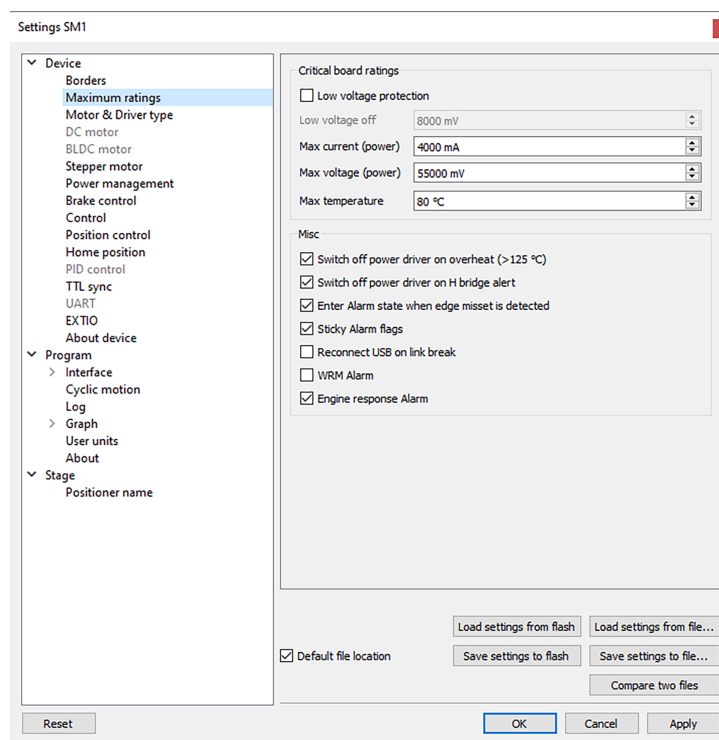 Settings SM1
Device
Borders
Maximum ratings
Motor & Driver type
DC motor
BLDC motor
Stepper motor
Power management
Brake control
Control
Position control
Home position
PID control
TTL sync
UART
EXTIO
About device
Program
Interface
Cyclic motion
Log
Graph
User units
About
Stage
Positioner name
Critical board ratings
Low voltage protection
Low voltage off 8000 mV
Max current (power) 4000 mA
Max voltage (power) 55000 mV
Max temperature 80 ℃
Misc
Switch off power driver on overheat (>125 ℃)
Switch off power driver on H bridge alert
Enter Alarm state when edge misset is detected
Sticky Alarm flags
Reconnect USB on link break
WRM Alarm
Engine response Alarm
Load settings from flash Load settings from file...
Default file location Save settings to flash Save settings to file...
Compare two files
Reset OK Cancel Apply